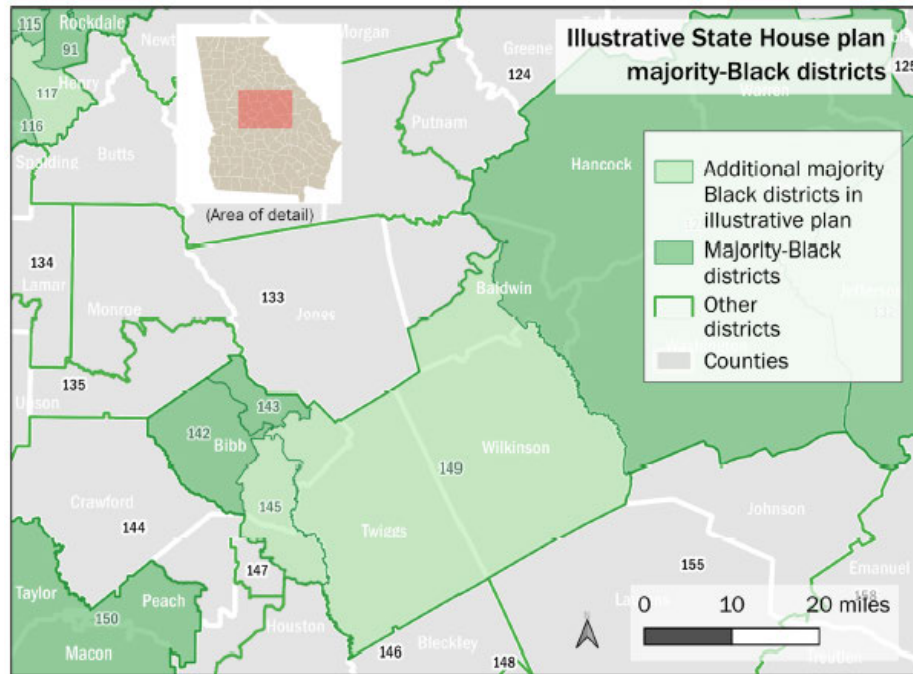 Illustrative State House plan
majority-Black districts
115
Rockdale
91
Morgan
Greene
124
125
Henry
117
116
Putnam
Warren
Spalding
Butts
Hancock
(Area of detail)
Additional majority
Black districts in
illustrative plan
Majority-Black
districts
Other
districts
Counties
134
Lamar
Monroe
133
Jones
Baldwin
135
143
142
Bibb
Wilkinson
149
145
Crawford
144
Twiggs
Johnson
147
155
Emanuel
Taylor
Peach
150
Houston
Macon
146
Bleckley
148
0 10 20 miles